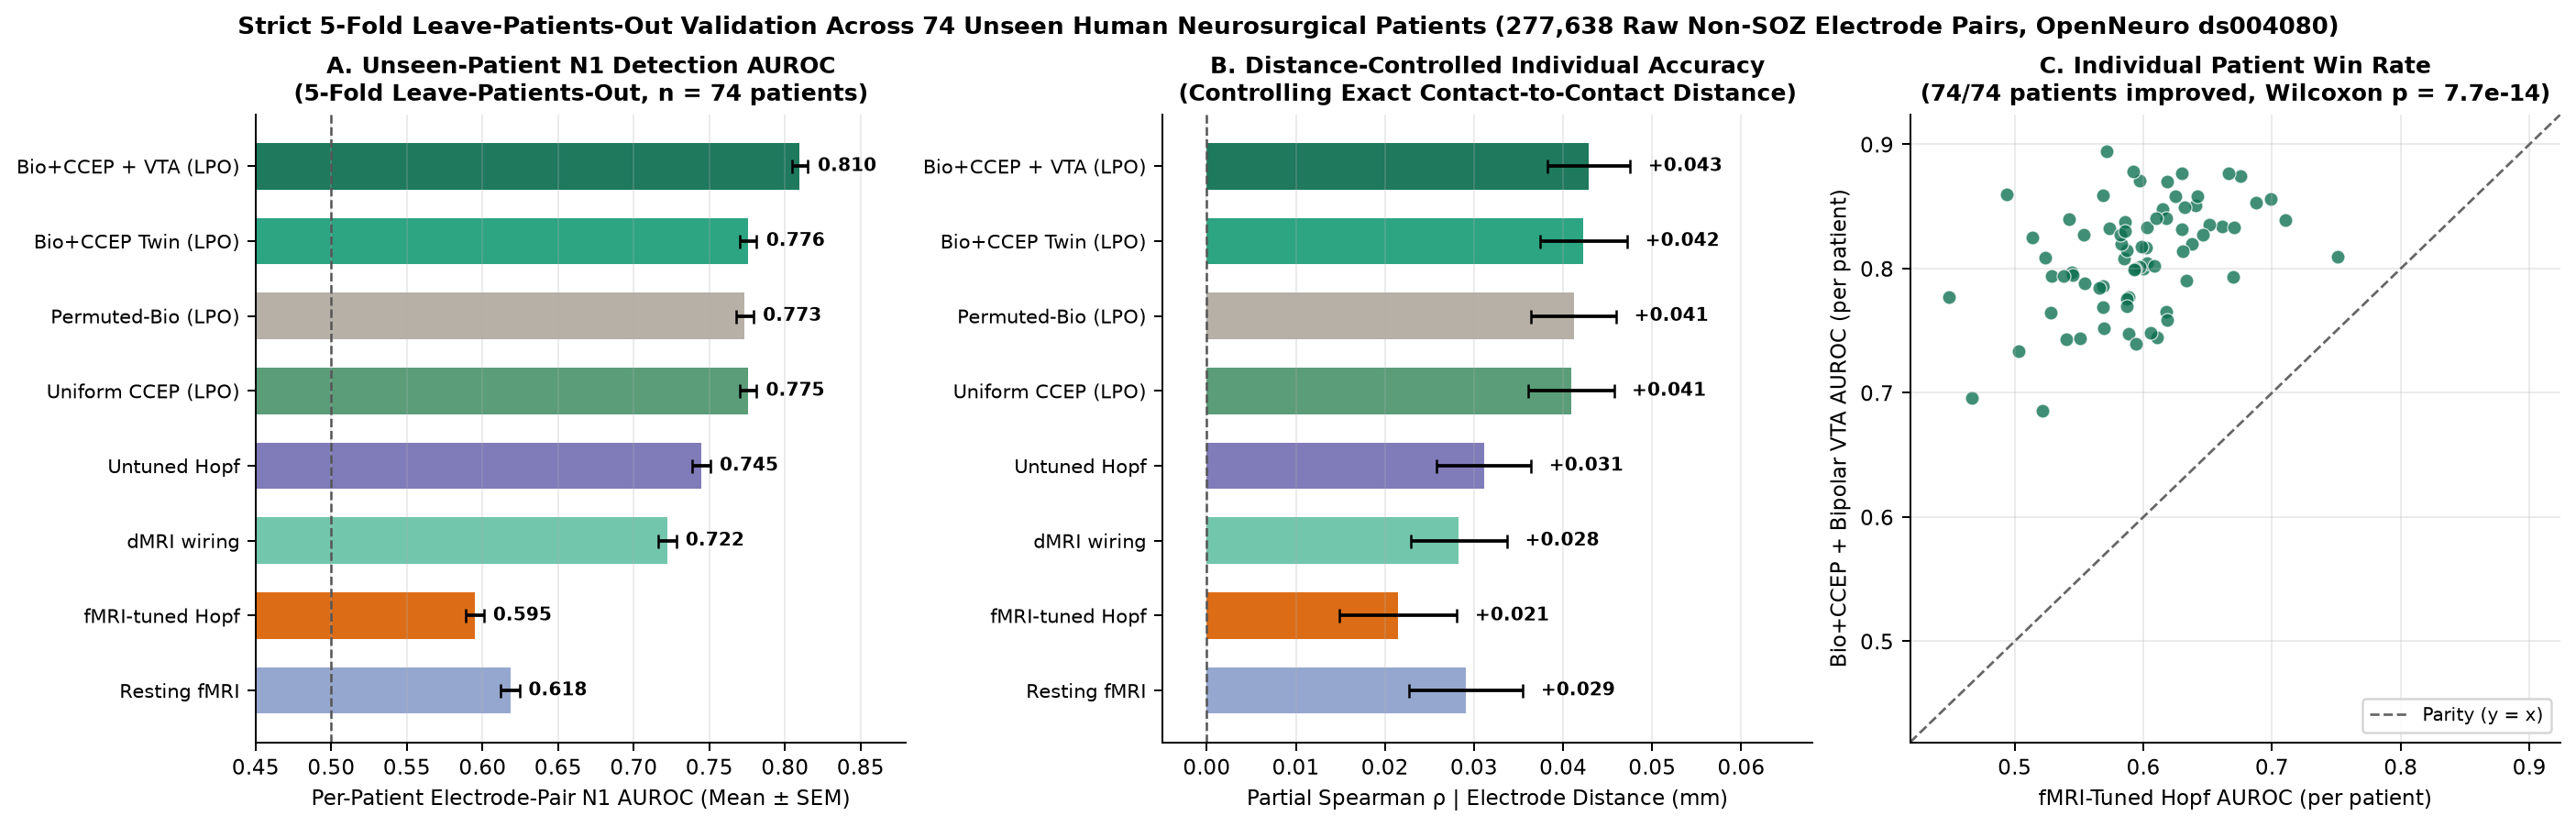 Strict 5-Fold Leave-Patients-Out Validation Across 74 Unseen Human Neurosurgical Patients (277,638 Raw Non-SOZ Electrode Pairs, OpenNeuro ds004080)
A. Unseen-Patient N1 Detection AUROC
(5-Fold Leave-Patients-Out, n = 74 patients)
Bio+CCEP + VTA (LPO)
0.810
Bio+CCEP Twin (LPO)
0.776
Permuted-Bio (LPO)
0.773
Uniform CCEP (LPO)
0.775
Untuned Hopf
0.745
dMRI wiring
0.722
fMRI-tuned Hopf
0.595
Resting fMRI
0.618
0.45 0.50 0.55 0.60 0.65 0.70 0.75 0.80 0.85
Per-Patient Electrode-Pair N1 AUROC (Mean ± SEM)
B. Distance-Controlled Individual Accuracy
(Controlling Exact Contact-to-Contact Distance)
Bio+CCEP + VTA (LPO)
+0.043
Bio+CCEP Twin (LPO)
+0.042
Permuted-Bio (LPO)
+0.041
Uniform CCEP (LPO)
+0.041
Untuned Hopf
+0.031
dMRI wiring
+0.028
fMRI-tuned Hopf
+0.021
Resting fMRI
+0.029
0.00 0.01 0.02 0.03 0.04 0.05 0.06
Partial Spearman ρ | Electrode Distance (mm)
C. Individual Patient Win Rate
(74/74 patients improved, Wilcoxon p = 7.7e-14)
Bio+CCEP + Bipolar VTA AUROC (per patient)
0.9
0.8
0.7
0.6
0.5
Parity (y = x)
0.5 0.6 0.7 0.8 0.9
fMRI-Tuned Hopf AUROC (per patient)